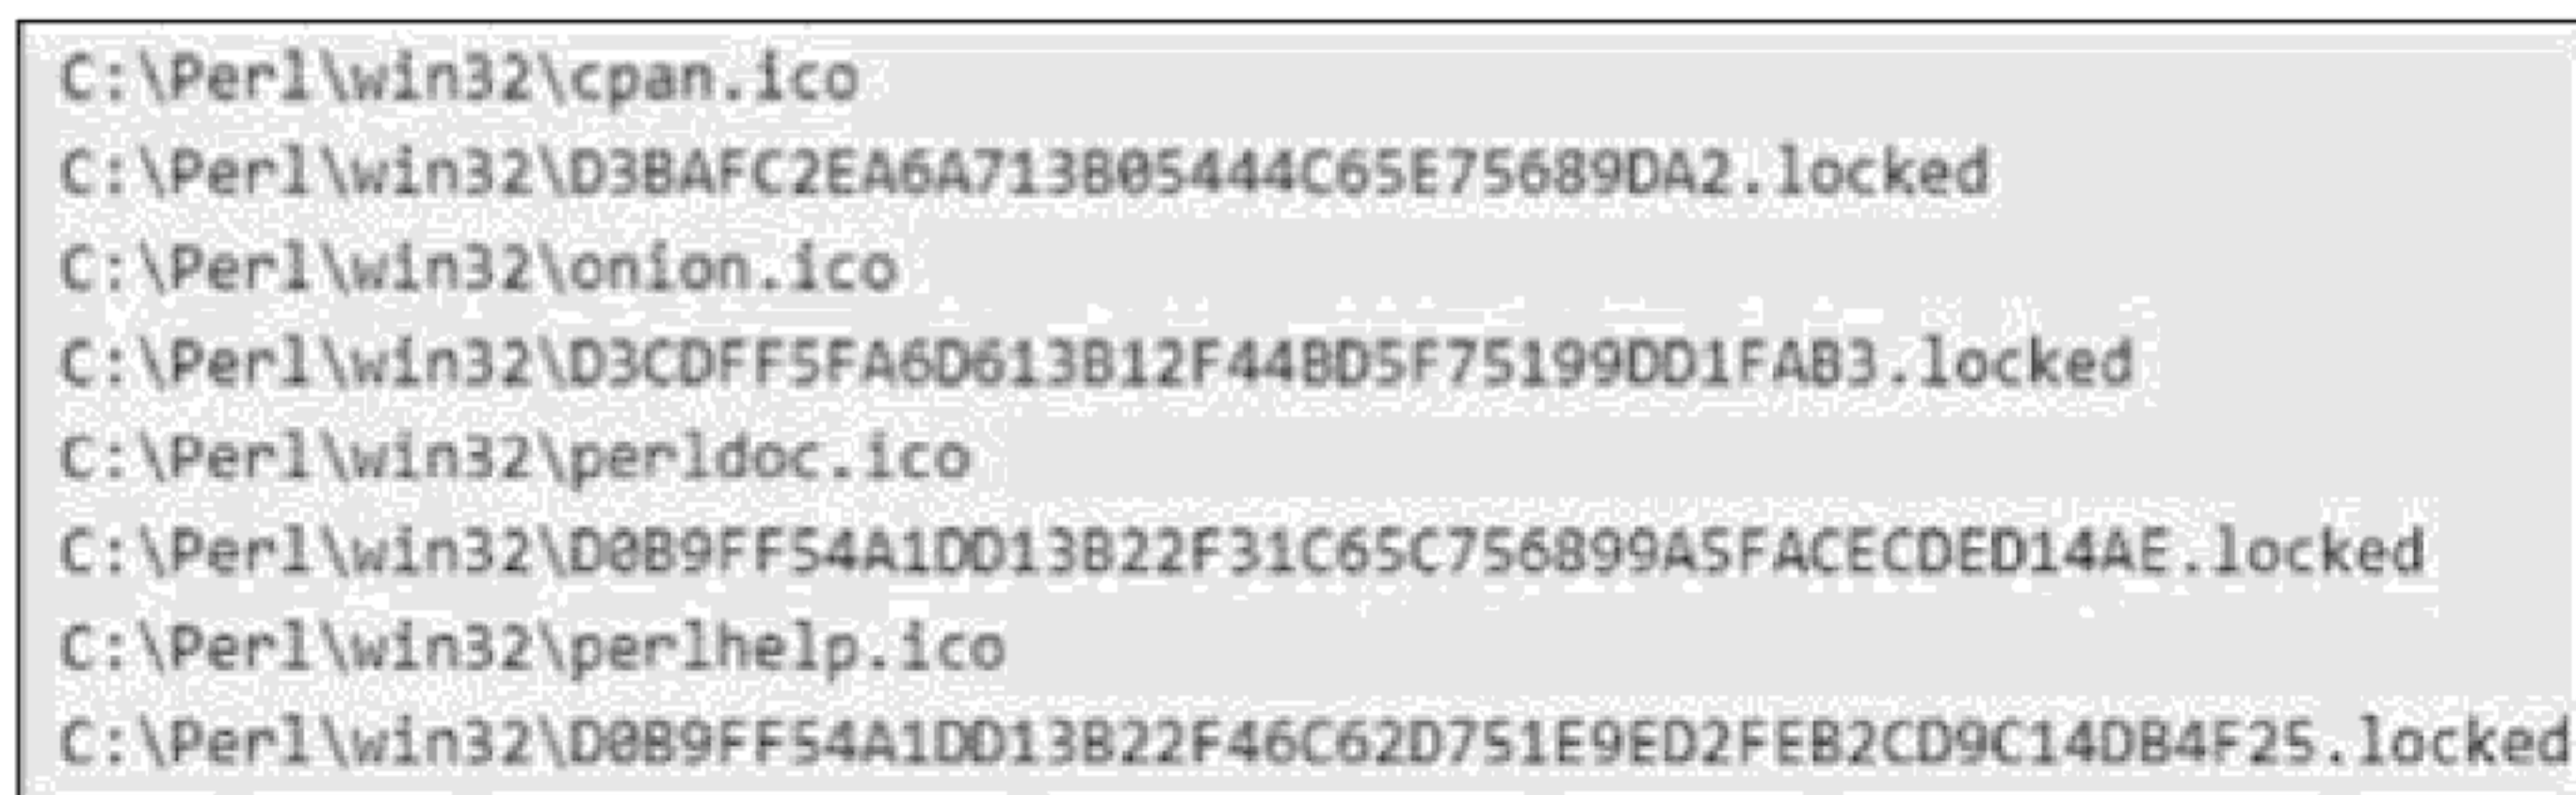 C:\Perl\win32\cpan.ico
C:\Perl\win32\D3BAFC2EA6A713B05444C65E75689DA2.locked
C:\Perl\win32\onion.ico
C:\Perl\win32\D3CDFF5FA6D613B12F44BD5F75199DD1FAB3.locked
C:\Perl\win32\perldoc.ico
C:\Perl\win32\D0B9FF54A1DD13B22F31C65C756899A5FACECDED14AE.locked
C:\Perl\win32\perlhelp.ico
C:\Perl\win32\D0B9FF54A1DD13B22F46C62D751E9ED2FEB2CD9C14DB4F25.locked